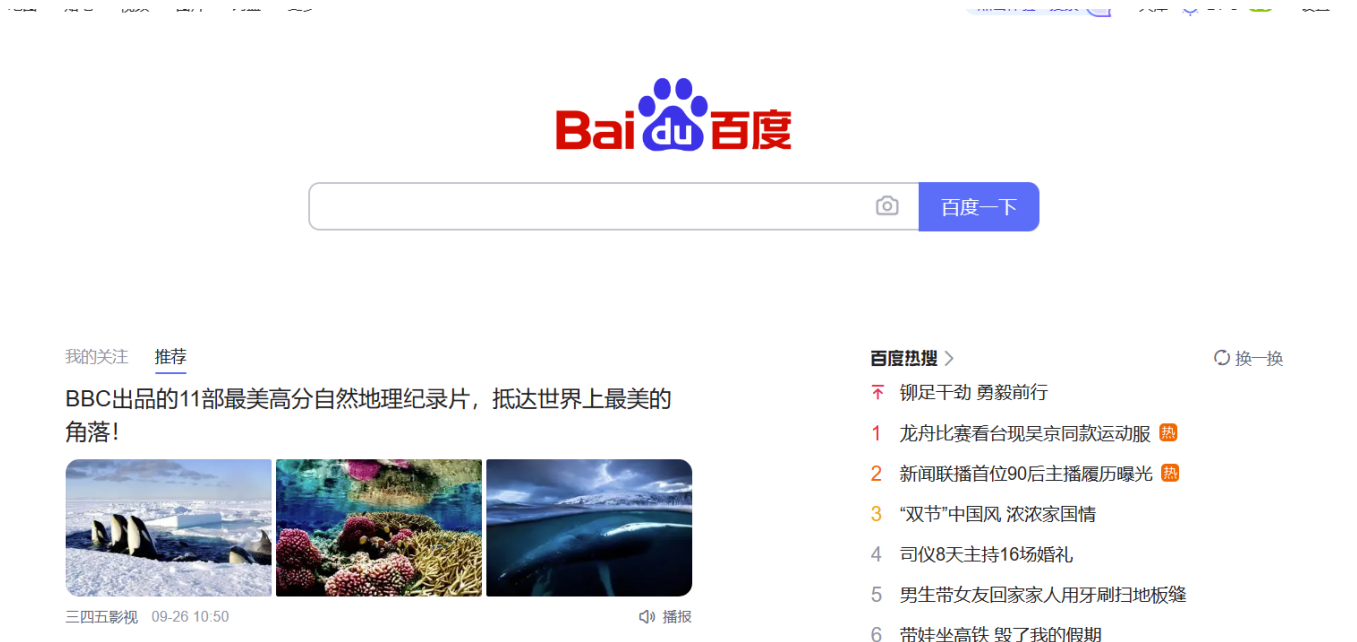 Bai du 百度
百度一下
我的关注 推荐
BBC出品的11部最美高分自然地理纪录片，抵达世界上最美的
角落！
三四五影视 09-26 10:50 播报
百度热搜 换一换
铆足干劲 勇毅前行
1 龙舟比赛看台现吴京同款运动服 热
2 新闻联播首位90后主播履历曝光 热
3 “双节”中国风 浓浓家国情
4 司仪8天主持16场婚礼
5 男生带女友回家家人用牙刷扫地板缝
6 带娃坐高铁 毁了我的假期